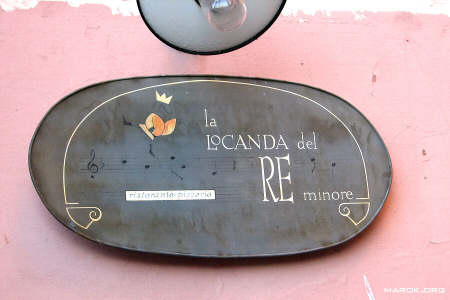 la
LOCANDA del
RE minore
ristorante pizzeria
MAROK.ORG